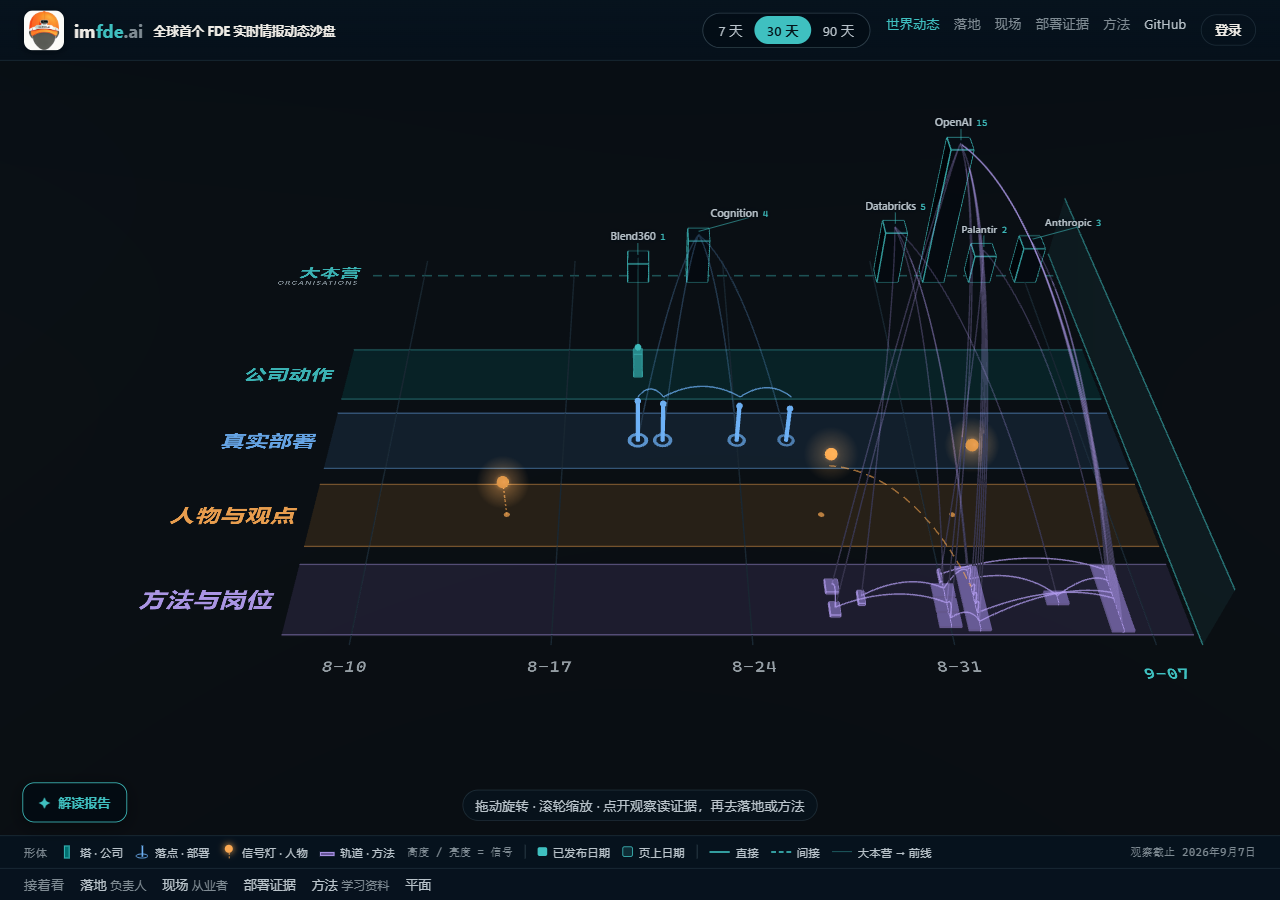 imfde.ai 全球首个 FDE 实时情报动态沙盘
7 天 30 天 90 天
世界动态 落地 现场 部署证据 方法 GitHub 登录
OpenAI 15
Databricks 5
Cognition 4
Palantir 2
Anthropic 3
Blend360 1
大本营
ORGANISATIONS
公司动作
真实部署
人物与观点
方法与岗位
8-10 8-17 8-24 8-31 9-07
解读报告
拖动旋转 · 滚轮缩放 · 点开观察读证据，再去落地或方法
形体 塔 · 公司 落点 · 部署 信号灯 · 人物 轨道 · 方法 高度 / 亮度 = 信号 已发布日期 页上日期 直接 间接 大本营 → 前线 观察截止 2026年9月7日
接着看 落地 负责人 现场 从业者 部署证据 方法 学习资料 平面